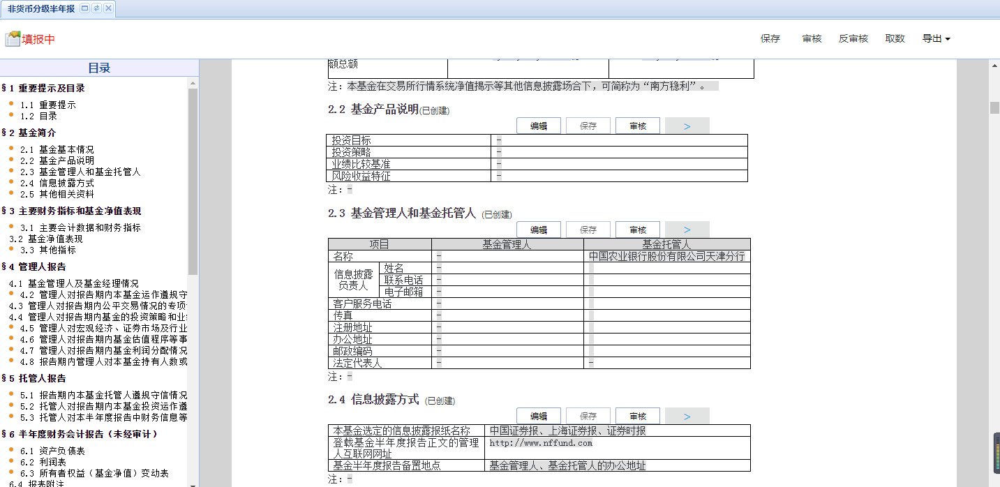 非货币分级半年报
填报中
保存 审核 反审核 取数 导出
目录
§1 重要提示及目录
1.1 重要提示
1.2 目录
§2 基金简介
2.1 基金基本情况
2.2 基金产品说明
2.3 基金管理人和基金托管人
2.4 信息披露方式
2.5 其他相关资料
§3 主要财务指标和基金净值表现
3.1 主要会计数据和财务指标
3.2 基金净值表现
3.3 其他指标
§4 管理人报告
4.1 基金管理人及基金经理情况
4.2 管理人对报告期内本基金运作遵规守
4.3 管理人对报告期内公平交易情况的专项
4.4 管理人对报告期内基金的投资策略和业
4.5 管理人对宏观经济、证券市场及行业
4.6 管理人对报告期内基金估值程序等事
4.7 管理人对报告期内基金利润分配情况
4.8 报告期内管理人对本基金持有人数或
§5 托管人报告
5.1 报告期内本基金托管人遵规守信情况
5.2 托管人对报告期内本基金投资运作遵
5.3 托管人对本半年度报告中财务信息等
§6 半年度财务会计报告（未经审计）
6.1 资产负债表
6.2 利润表
6.3 所有者权益（基金净值）变动表
6.4 报表附注
额总额
注：本基金在交易所行情系统净值揭示等其他信息披露场合下，可简称为“南方稳利”。
2.2 基金产品说明(已创建)
编辑 保存 审核 >
投资目标 -
投资策略 -
业绩比较基准 -
风险收益特征 -
注：-
2.3 基金管理人和基金托管人 (已创建)
编辑 保存 审核 >
项目 基金管理人 基金托管人
名称 - 中国农业银行股份有限公司天津分行
信息披露负责人 姓名 -
联系电话 -
电子邮箱 -
客户服务电话 -
传真 -
注册地址 -
办公地址 -
邮政编码 -
法定代表人 - -
注：-
2.4 信息披露方式 (已创建)
编辑 保存 审核 >
本基金选定的信息披露报纸名称 中国证券报、上海证券报、证券时报
登载基金半年度报告正文的管理 http://www.nffund.com
人互联网网址
基金半年度报告备置地点 基金管理人、基金托管人的办公地址
注：-